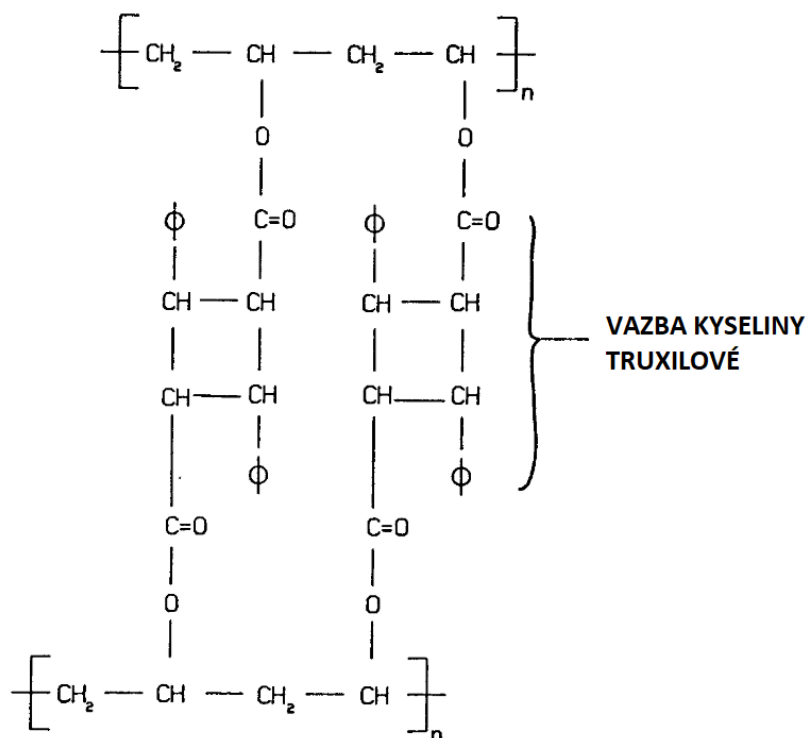 CH₂ — CH — CH₂ — CH
n
O O
Φ C=O Φ C=O
CH — CH CH — CH
VAZBA KYSELINY
TRUXILOVÉ
CH — CH CH — CH
Φ Φ
C=O C=O
O O
CH₂ — CH — CH₂ — CH
n